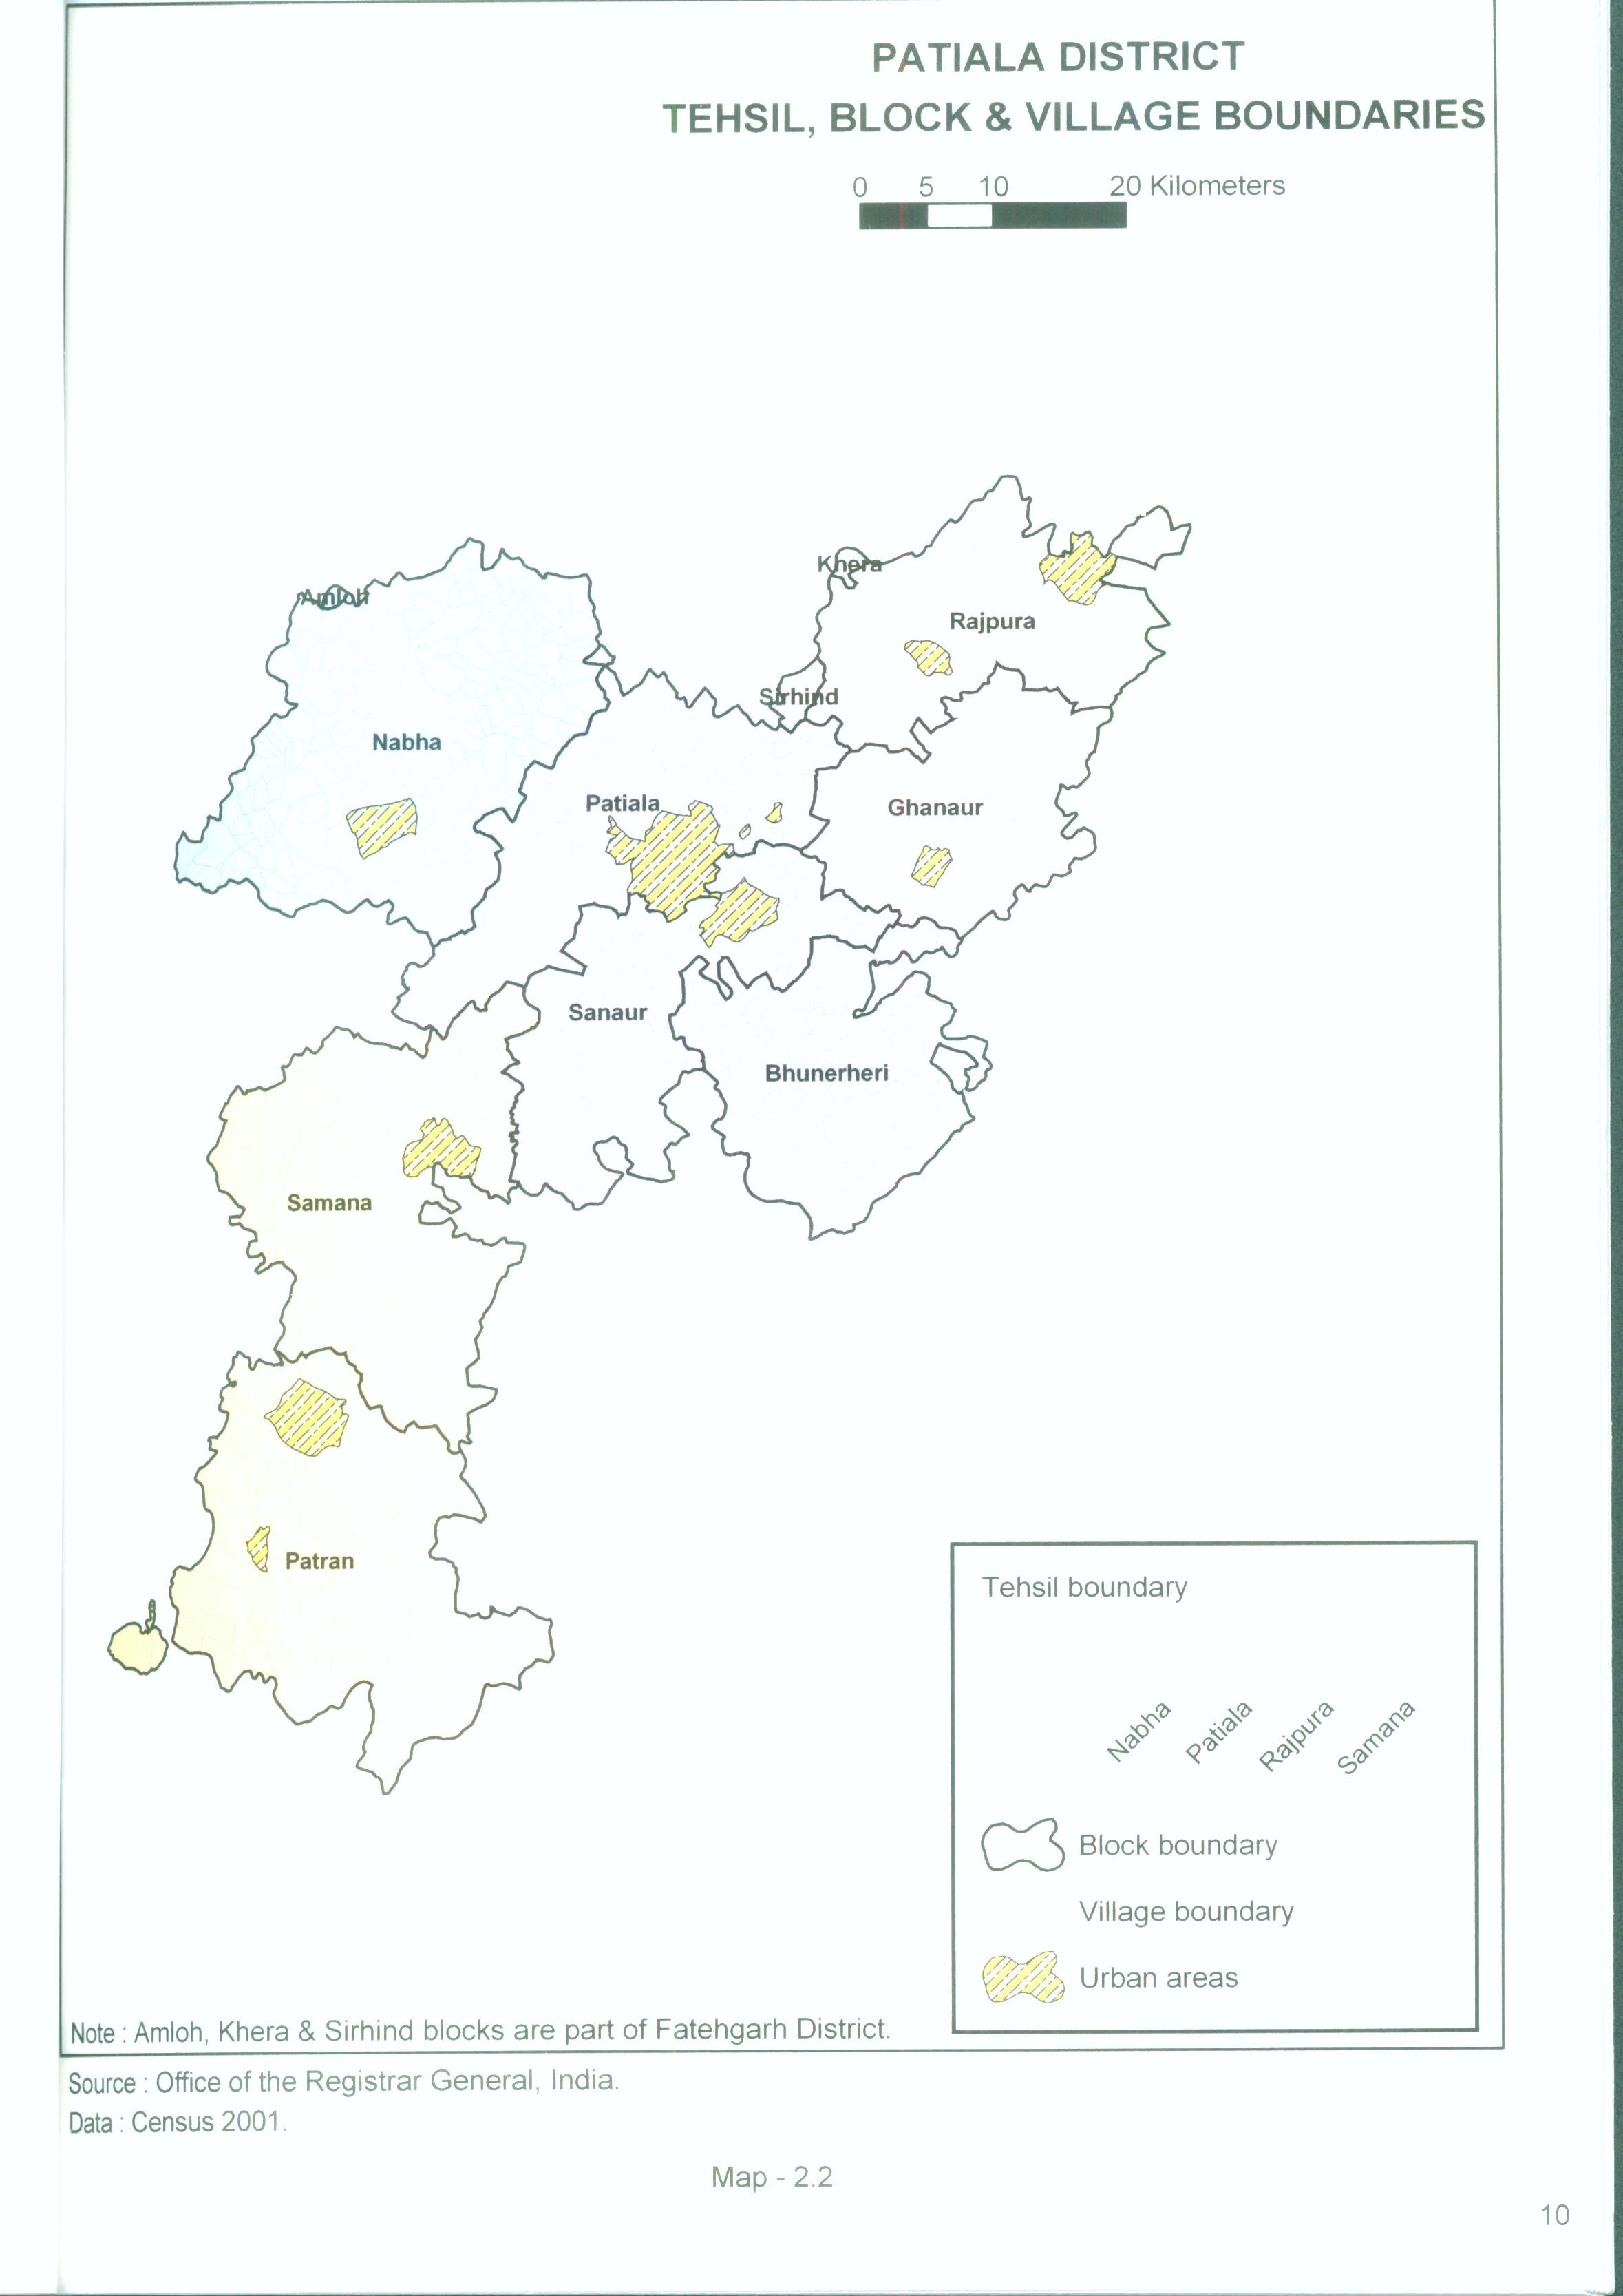 PATIALA DISTRICT
TEHSIL, BLOCK & VILLAGE BOUNDARIES
0 5 10 20 Kilometers
Khera
Amloh
Rajpura
Sirhind
Nabha
Patiala
Ghanaur
Sanaur
Bhunerheri
Samana
Patran
Tehsil boundary
Nabha
Patiala
Rajpura
Samana
Block boundary
Village boundary
Urban areas
Note : Amloh, Khera & Sirhind blocks are part of Fatehgarh District.
Source : Office of the Registrar General, India.
Data : Census 2001.
Map - 2.2
10